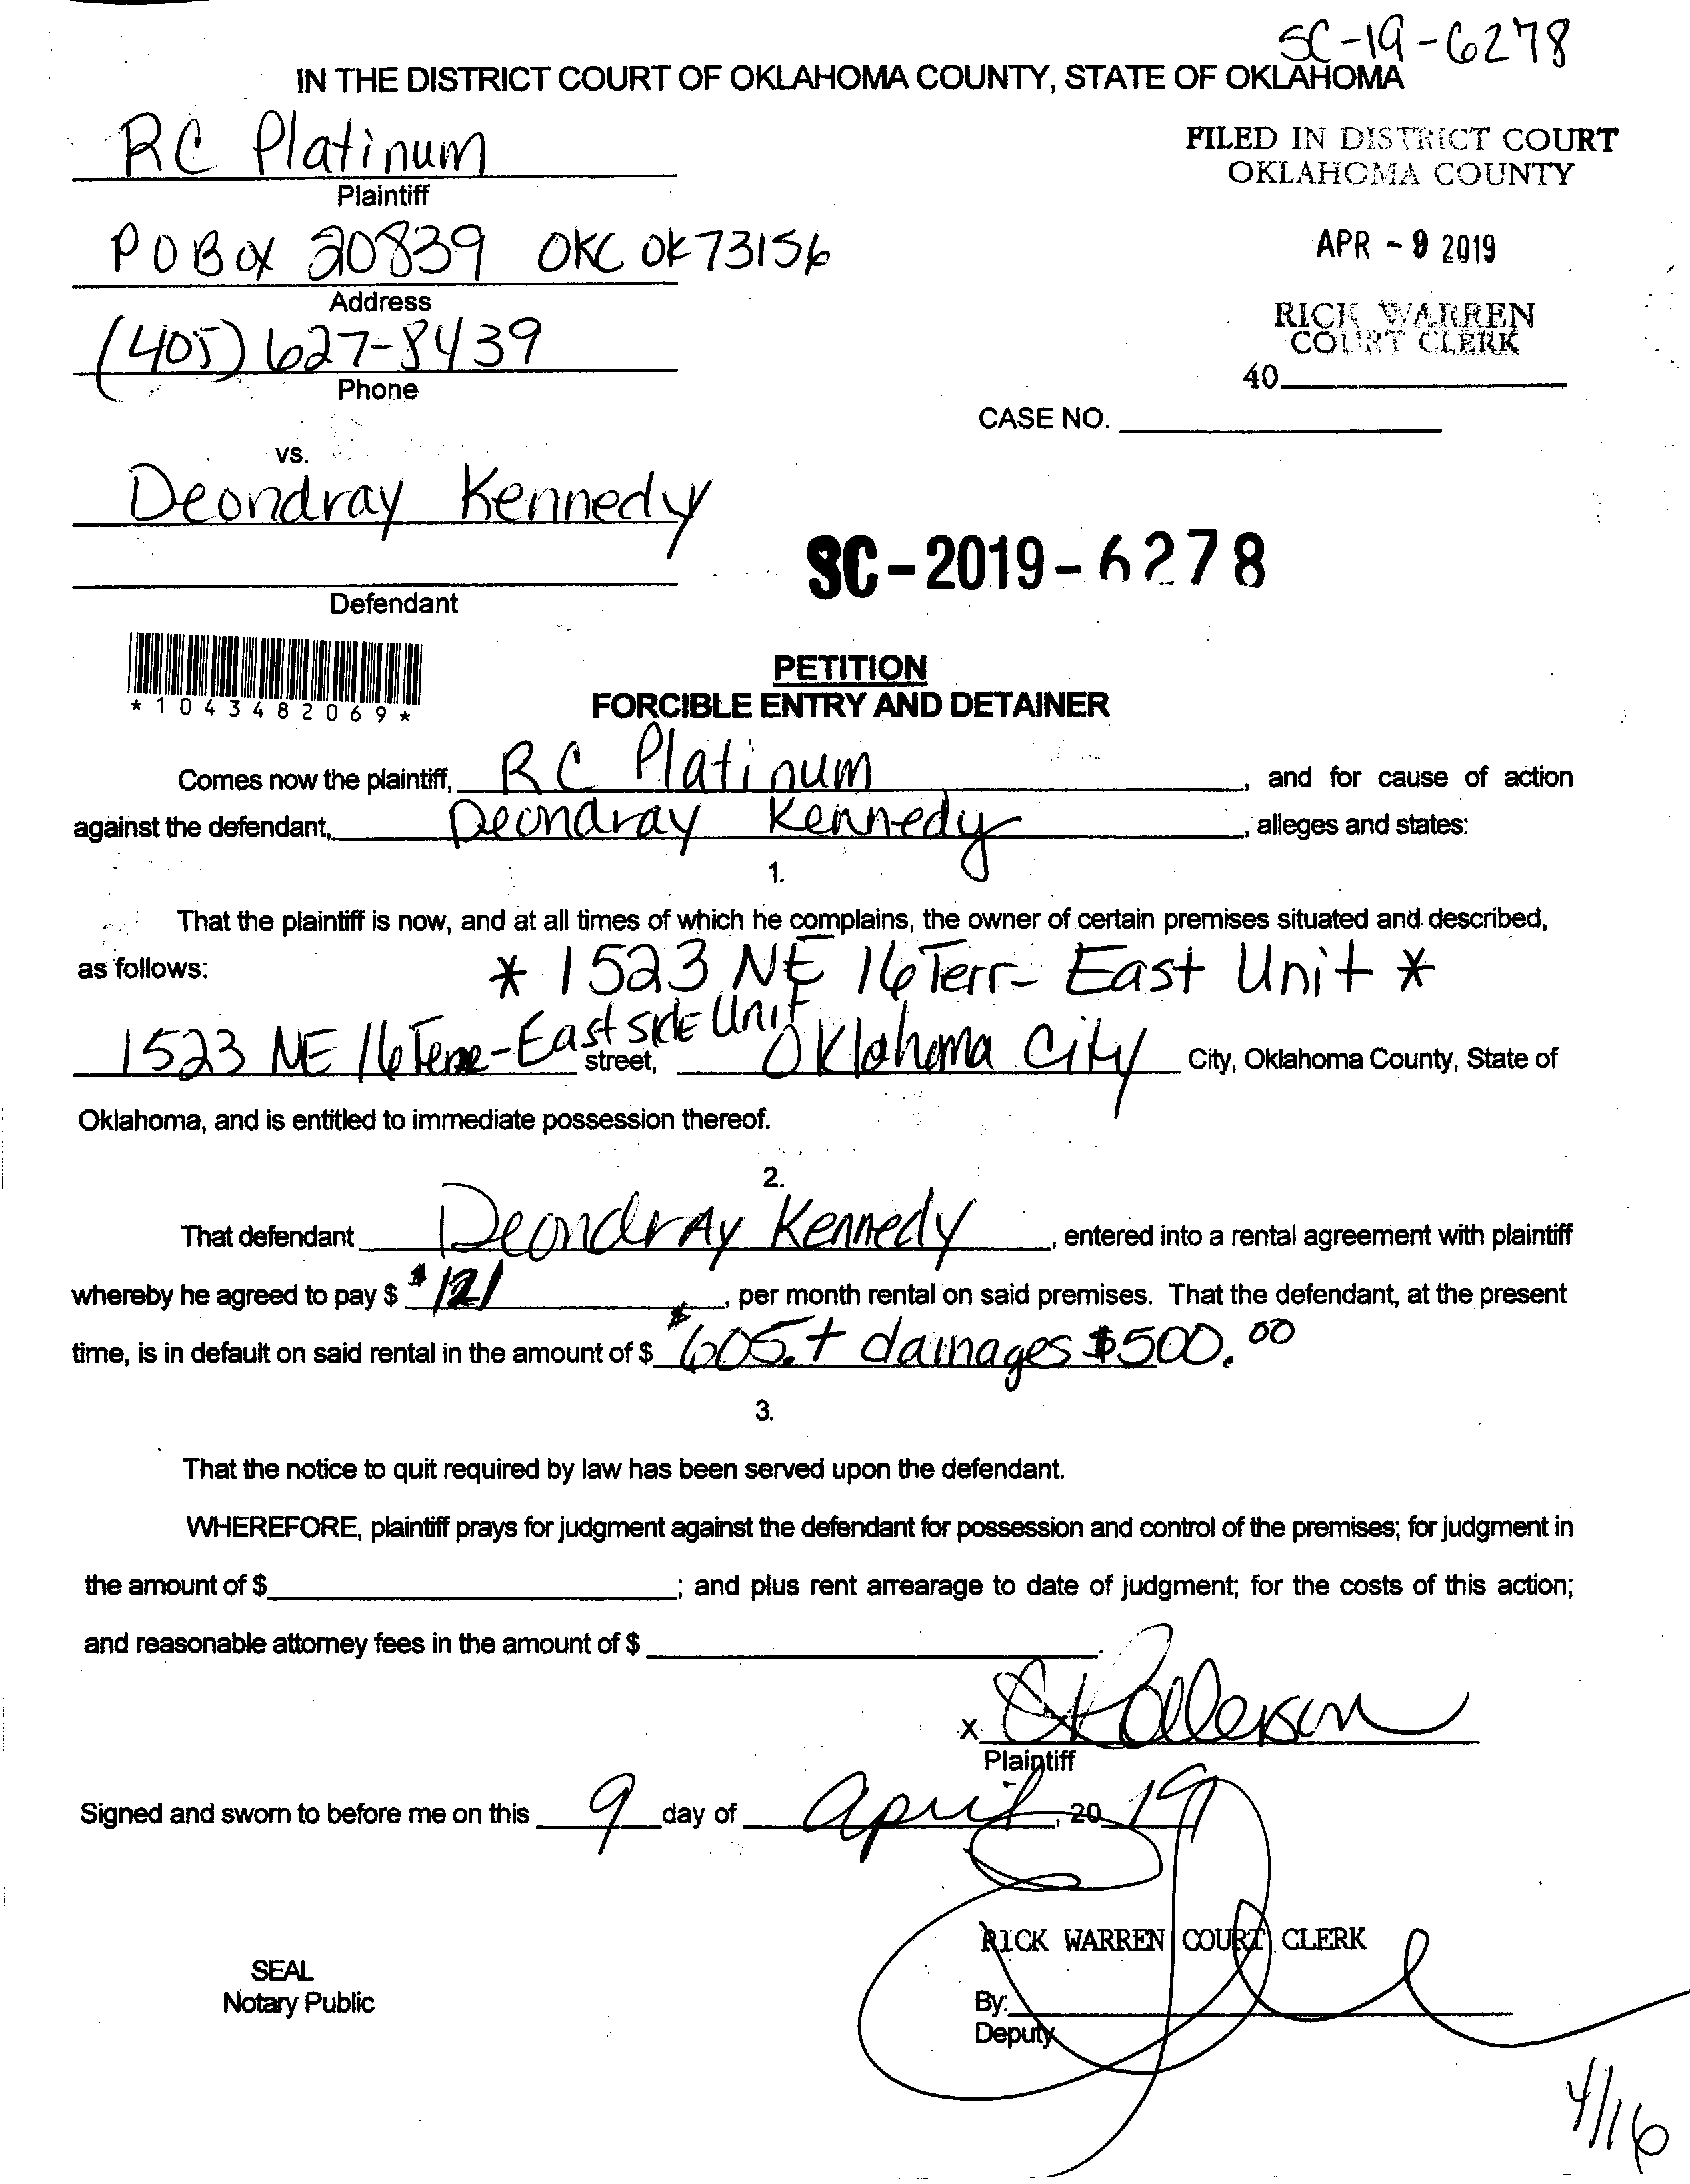 SC-19-6278
IN THE DISTRICT COURT OF OKLAHOMA COUNTY, STATE OF OKLAHOMA
RC Platinum
Plaintiff
FILED IN DISTRICT COURT
OKLAHOMA COUNTY
PO Box 20839 OKC OK 73156
Address
APR - 9 2019
(405) 627-8439
Phone
RICK WARREN
COURT CLERK
40
CASE NO.
vs.
Deondray Kennedy
Defendant
SC-2019-6278
*1043482069*
PETITION
FORCIBLE ENTRY AND DETAINER
Comes now the plaintiff, RC Platinum, and for cause of action
against the defendant, Deondray Kennedy, alleges and states:
1.
That the plaintiff is now, and at all times of which he complains, the owner of certain premises situated and described,
as follows: * 1523 NE 16 Terr- East Unit *
1523 NE 16 Terre-East side Unit street, Oklahoma City City, Oklahoma County, State of
Oklahoma, and is entitled to immediate possession thereof.
2.
That defendant DeondrAy Kennedy, entered into a rental agreement with plaintiff
whereby he agreed to pay $ $121, per month rental on said premises. That the defendant, at the present
time, is in default on said rental in the amount of $ $605.+ damages $500.00
3.
That the notice to quit required by law has been served upon the defendant.
WHEREFORE, plaintiff prays for judgment against the defendant for possession and control of the premises; for judgment in
the amount of $ ; and plus rent arrearage to date of judgment; for the costs of this action;
and reasonable attorney fees in the amount of $ .
X
Plaintiff
Signed and sworn to before me on this 9 day of April, 20 19
RICK WARREN COURT CLERK
SEAL
Notary Public
By:
Deputy
4/16